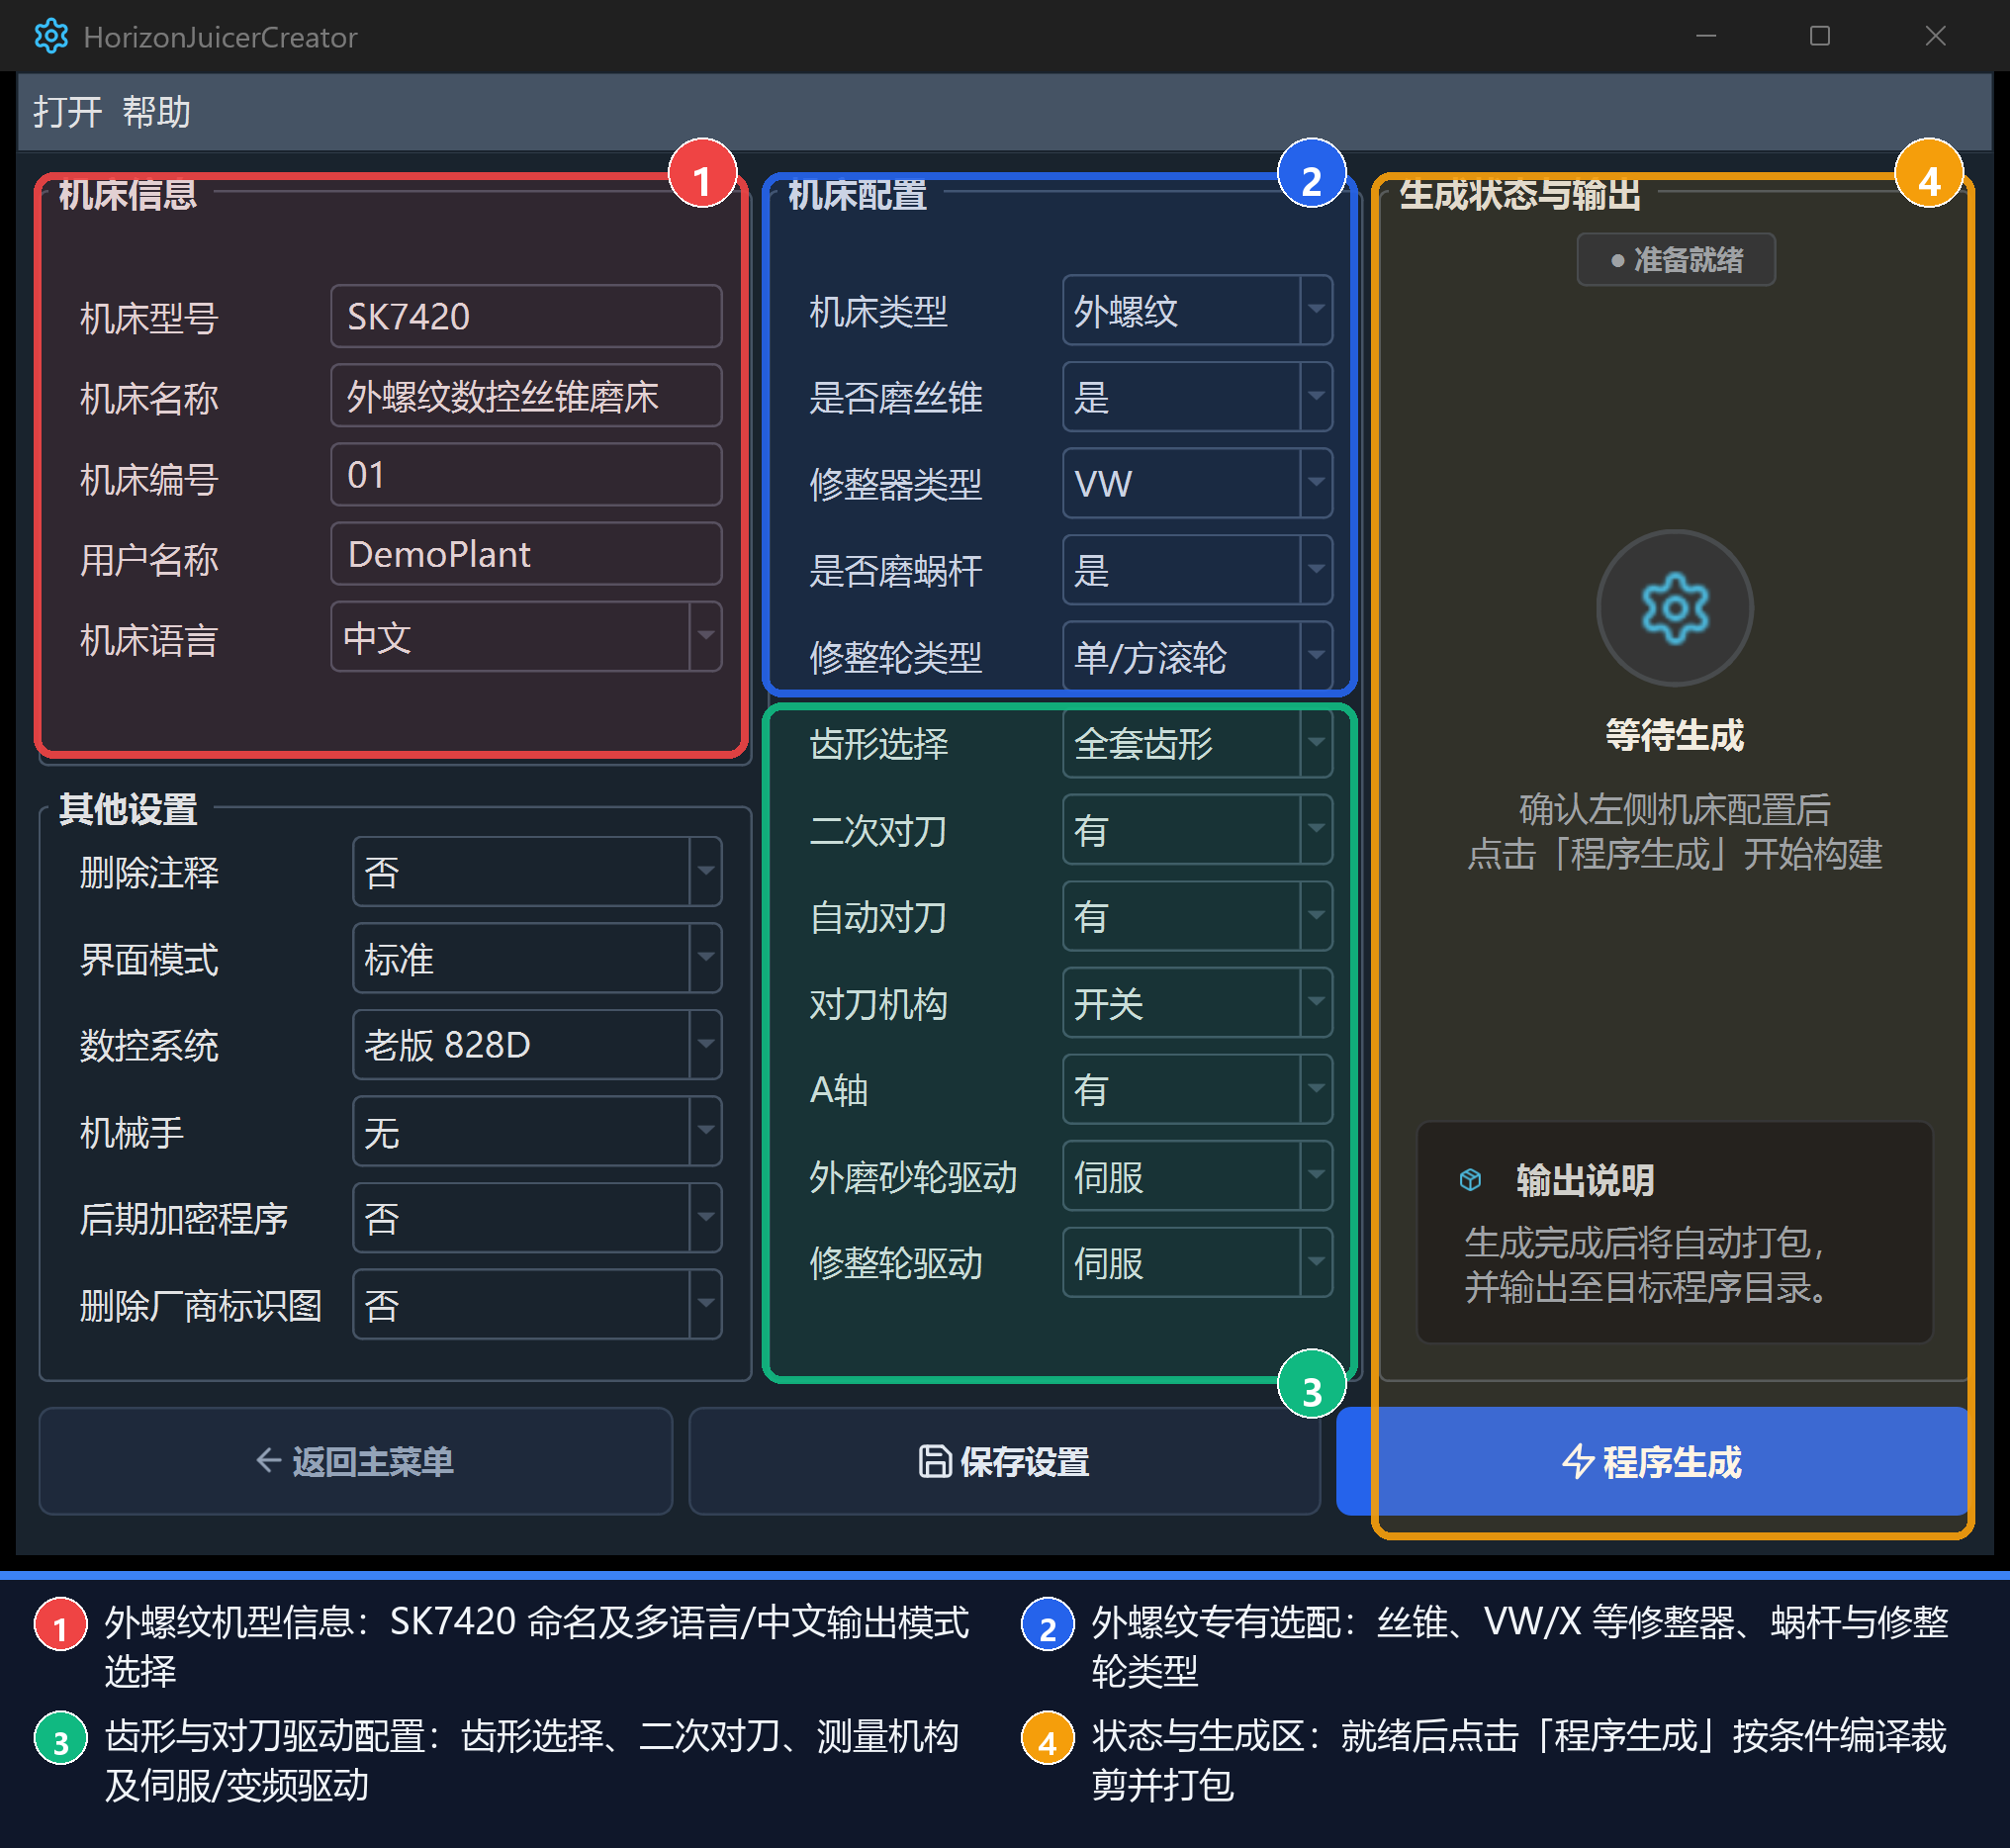 HorizonJuicerCreator
打开 帮助
机床信息
1
机床型号 SK7420
机床名称 外螺纹数控丝锥磨床
机床编号 01
用户名称 DemoPlant
机床语言 中文
其他设置
删除注释 否
界面模式 标准
数控系统 老版 828D
机械手 无
后期加密程序 否
删除厂商标识图 否
机床配置
2
机床类型 外螺纹
是否磨丝锥 是
修整器类型 VW
是否磨蜗杆 是
修整轮类型 单/方滚轮
齿形选择 全套齿形
二次对刀 有
自动对刀 有
对刀机构 开关
A轴 有
外磨砂轮驱动 伺服
修整轮驱动 伺服
3
生成状态与输出
4
● 准备就绪
等待生成
确认左侧机床配置后
点击「程序生成」开始构建
输出说明
生成完成后将自动打包，
并输出至目标程序目录。
← 返回主菜单
保存设置
程序生成
1 外螺纹机型信息：SK7420 命名及多语言/中文输出模式
选择
2 外螺纹专有选配：丝锥、VW/X 等修整器、蜗杆与修整
轮类型
3 齿形与对刀驱动配置：齿形选择、二次对刀、测量机构
及伺服/变频驱动
4 状态与生成区：就绪后点击「程序生成」按条件编译裁
剪并打包